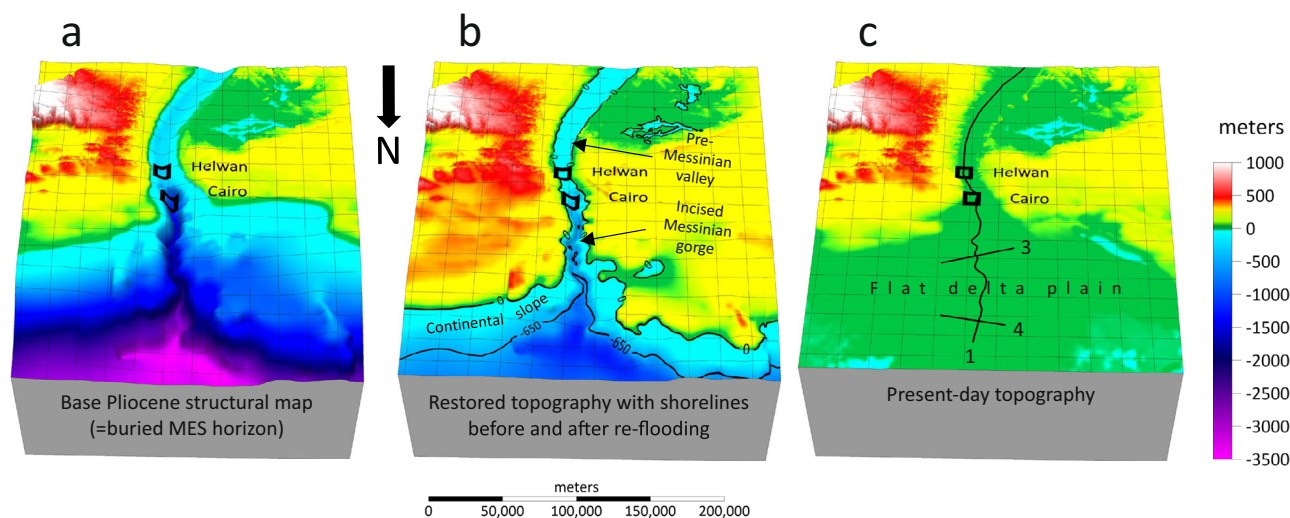 a
b
c
N
Helwan
Cairo
Base Pliocene structural map
(=buried MES horizon)
Pre-
Messinian
valley
Helwan
Cairo
Incised
Messinian
gorge
0
0
0
0
Continental slope
-650
-650
Restored topography with shorelines
before and after re-flooding
Helwan
Cairo
3
Flat delta plain
4
1
Present-day topography
meters
1000
500
0
-500
-1000
-1500
-2000
-2500
-3000
-3500
meters
0 50,000 100,000 150,000 200,000